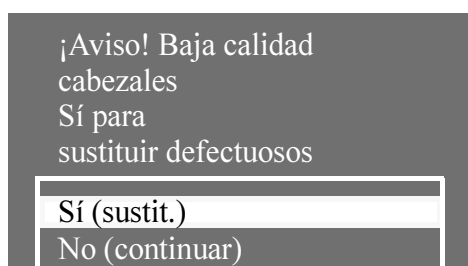 ¡Aviso! Baja calidad
cabezales
Sí para
sustituir defectuosos
Sí (sustit.)
No (continuar)